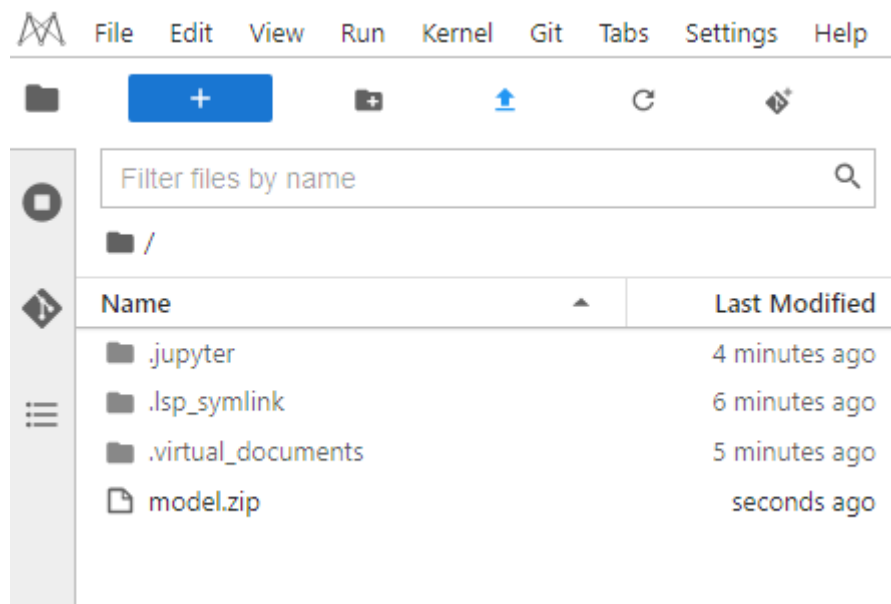 File Edit View Run Kernel Git Tabs Settings Help
+
Filter files by name
/
Name Last Modified
.jupyter 4 minutes ago
.lsp_symlink 6 minutes ago
.virtual_documents 5 minutes ago
model.zip seconds ago